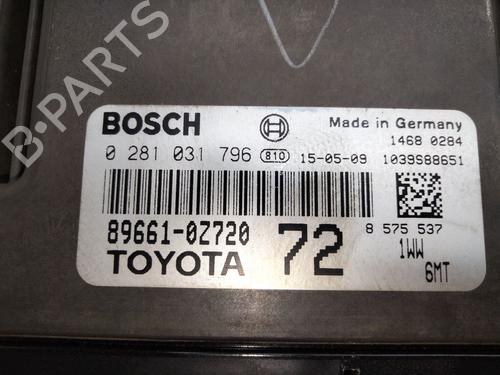 B-PARTS
BOSCH
Made in Germany
1468 0284
0 281 031 796 810 15-05-09 1039S88651
89661-0Z720
TOYOTA
72
8 575 537
1WW
6MT